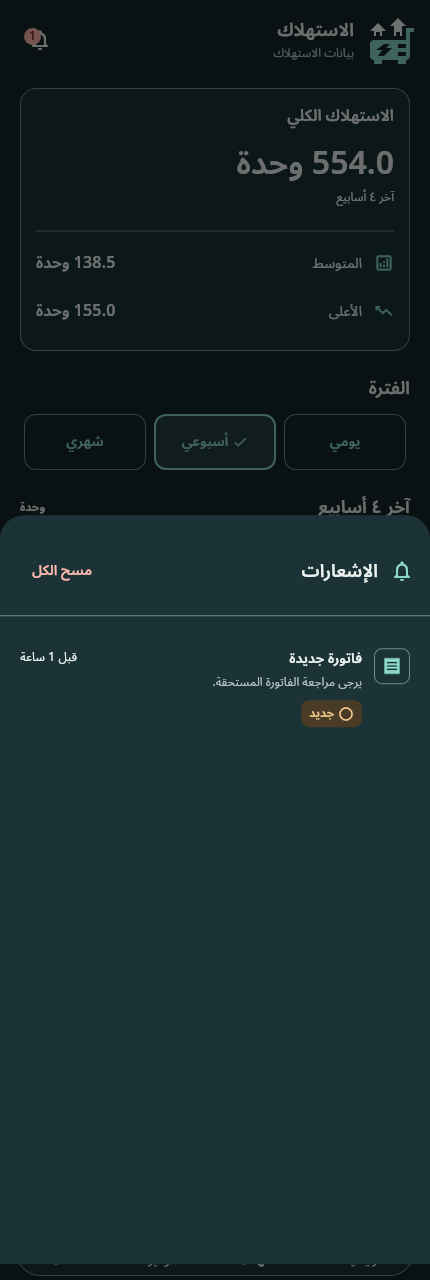 الاستهلاك
بيانات الاستهلاك
1
الاستهلاك الكلي
554.0 وحدة
آخر ٤ أسابيع
المتوسط
138.5 وحدة
الأعلى
155.0 وحدة
الفترة
يومي
أسبوعي
شهري
آخر ٤ أسابيع
وحدة
الإشعارات
مسح الكل
فاتورة جديدة
قبل 1 ساعة
يرجى مراجعة الفاتورة المستحقة.
جديد